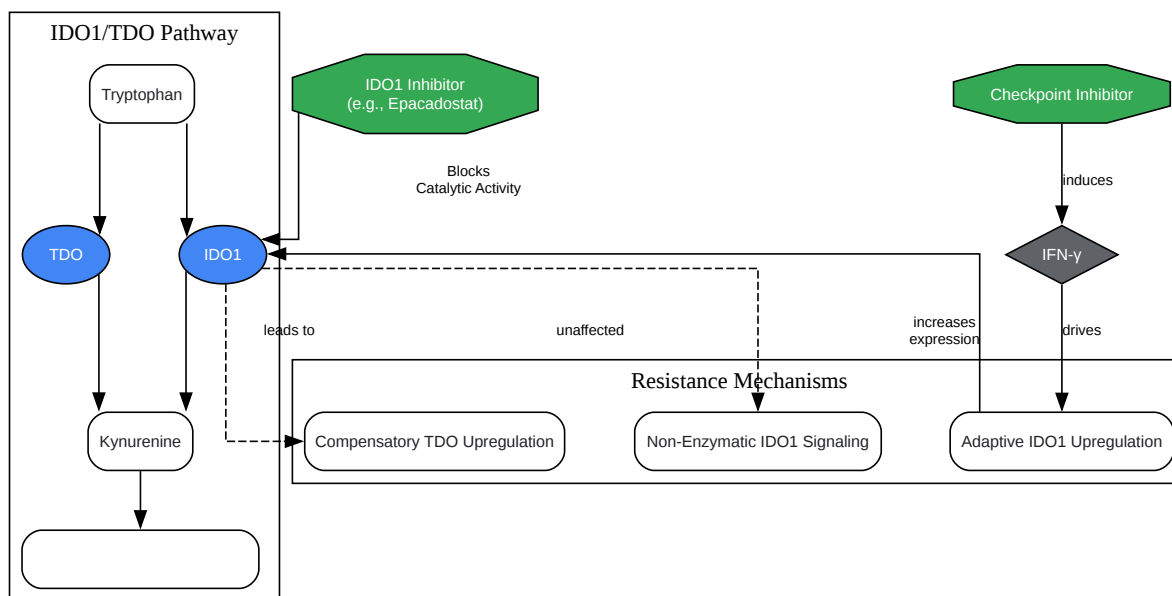 IDO1/TDO Pathway
Tryptophan
IDO1 Inhibitor
(e.g., Epacadostat)
Checkpoint Inhibitor
Blocks
Catalytic Activity
induces
TDO
IDO1
IFN-γ
leads to
unaffected
increases
expression
drives
Resistance Mechanisms
Kynurenine
Compensatory TDO Upregulation
Non-Enzymatic IDO1 Signaling
Adaptive IDO1 Upregulation